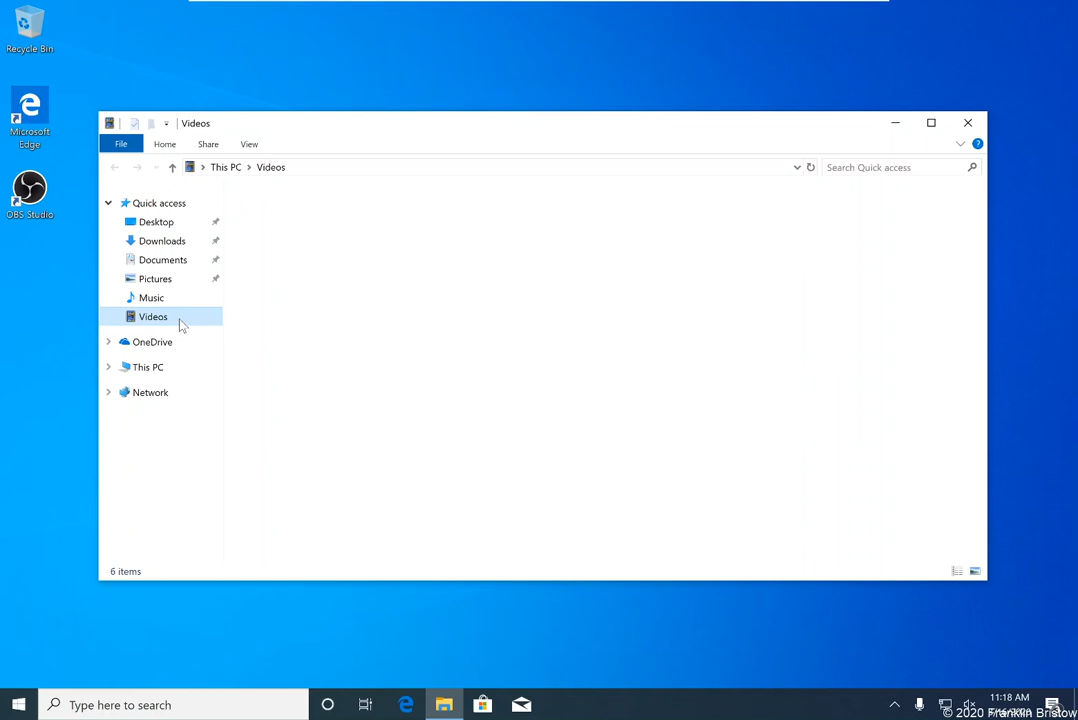 Recycle Bin
Microsoft
Edge
OBS Studio
Videos
File Home Share View
This PC Videos
Search Quick access
Quick access
Desktop
Downloads
Documents
Pictures
Music
Videos
OneDrive
This PC
Network
6 items
Type here to search
11:18 AM
© 2020 Franklin Bristow